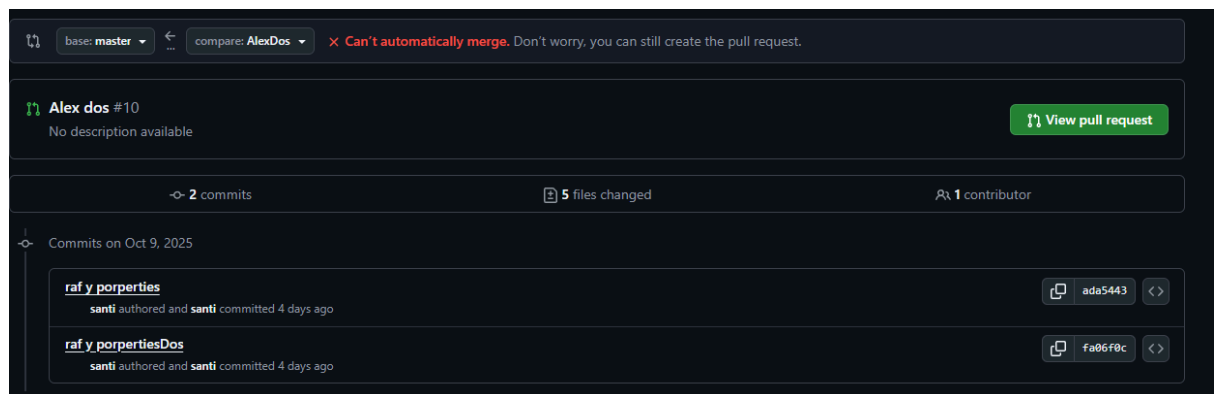 base: master compare: AlexDos Can't automatically merge. Don't worry, you can still create the pull request.
Alex dos #10
No description available
View pull request
2 commits 5 files changed 1 contributor
Commits on Oct 9, 2025
raf y porperties
santi authored and santi committed 4 days ago
ada5443
raf y porpertiesDos
santi authored and santi committed 4 days ago
fa06f0c